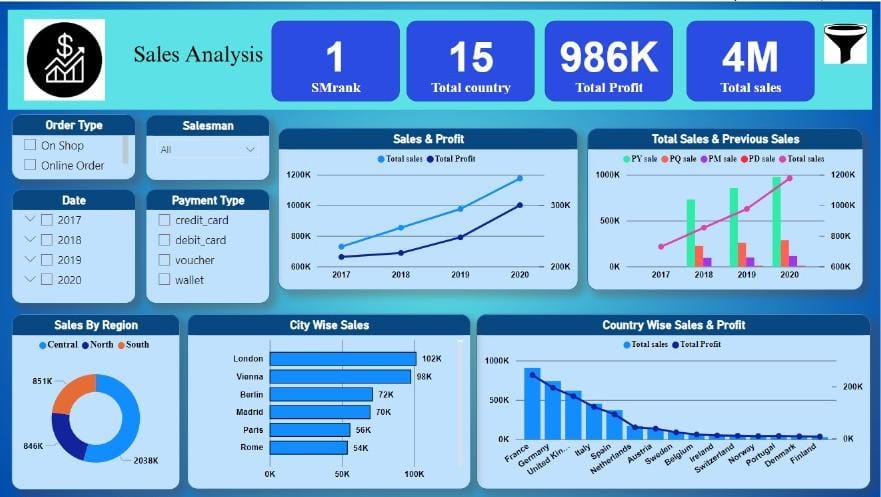 Sales Analysis
1
SMrank
15
Total country
986K
Total Profit
4M
Total sales
Order Type
On Shop
Online Order
Salesman
All
Date
2017
2018
2019
2020
Payment Type
credit_card
debit_card
voucher
wallet
Sales & Profit
Total sales Total Profit
1200K
1000K 300K
800K
600K 200K
2017 2018 2019 2020
Total Sales & Previous Sales
PY sale PQ sale PM sale PD sale Total sales
1000K 1200K
1000K
500K
800K
0K 600K
2017 2018 2019 2020
Sales By Region
Central North South
851K
846K
2038K
City Wise Sales
London 102K
Vienna 98K
Berlin 72K
Madrid 70K
Paris 56K
Rome 54K
0K 50K 100K
Country Wise Sales & Profit
Total sales Total Profit
1000K
200K
500K
0K 0K
France Germany United Kin... Italy Spain Netherlands Austria Sweden Belgium Ireland Switzerland Norway Portugal Denmark Finland